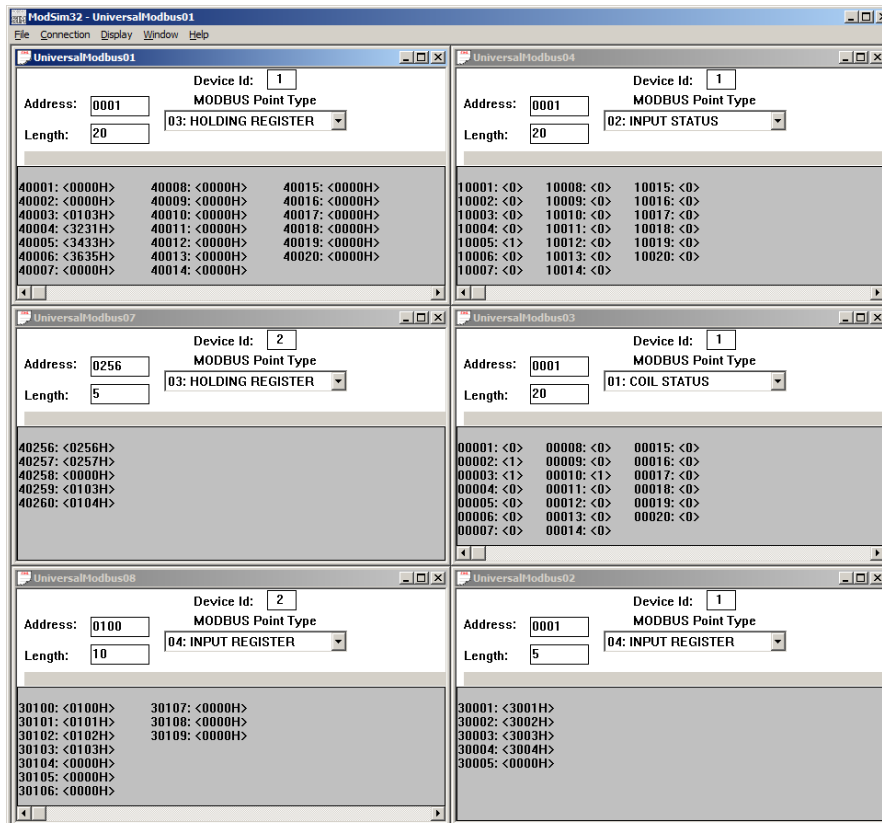 ModSim32 - UniversalModbus01
File Connection Display Window Help
UniversalModbus01
Device Id: 1
Address: 0001
MODBUS Point Type
03: HOLDING REGISTER
Length: 20
40001: <0000H> 40008: <0000H> 40015: <0000H>
40002: <0000H> 40009: <0000H> 40016: <0000H>
40003: <0103H> 40010: <0000H> 40017: <0000H>
40004: <3231H> 40011: <0000H> 40018: <0000H>
40005: <3433H> 40012: <0000H> 40019: <0000H>
40006: <3635H> 40013: <0000H> 40020: <0000H>
40007: <0000H> 40014: <0000H>
UniversalModbus04
Device Id: 1
Address: 0001
MODBUS Point Type
02: INPUT STATUS
Length: 20
10001: <0> 10008: <0> 10015: <0>
10002: <0> 10009: <0> 10016: <0>
10003: <0> 10010: <0> 10017: <0>
10004: <0> 10011: <0> 10018: <0>
10005: <1> 10012: <0> 10019: <0>
10006: <0> 10013: <0> 10020: <0>
10007: <0> 10014: <0>
UniversalModbus07
Device Id: 2
Address: 0256
MODBUS Point Type
03: HOLDING REGISTER
Length: 5
40256: <0256H>
40257: <0257H>
40258: <0000H>
40259: <0103H>
40260: <0104H>
UniversalModbus03
Device Id: 1
Address: 0001
MODBUS Point Type
01: COIL STATUS
Length: 20
00001: <0> 00008: <0> 00015: <0>
00002: <1> 00009: <0> 00016: <0>
00003: <1> 00010: <1> 00017: <0>
00004: <0> 00011: <0> 00018: <0>
00005: <0> 00012: <0> 00019: <0>
00006: <0> 00013: <0> 00020: <0>
00007: <0> 00014: <0>
UniversalModbus08
Device Id: 2
Address: 0100
MODBUS Point Type
04: INPUT REGISTER
Length: 10
30100: <0100H> 30107: <0000H>
30101: <0101H> 30108: <0000H>
30102: <0102H> 30109: <0000H>
30103: <0103H>
30104: <0000H>
30105: <0000H>
30106: <0000H>
UniversalModbus02
Device Id: 1
Address: 0001
MODBUS Point Type
04: INPUT REGISTER
Length: 5
30001: <3001H>
30002: <3002H>
30003: <3003H>
30004: <3004H>
30005: <0000H>